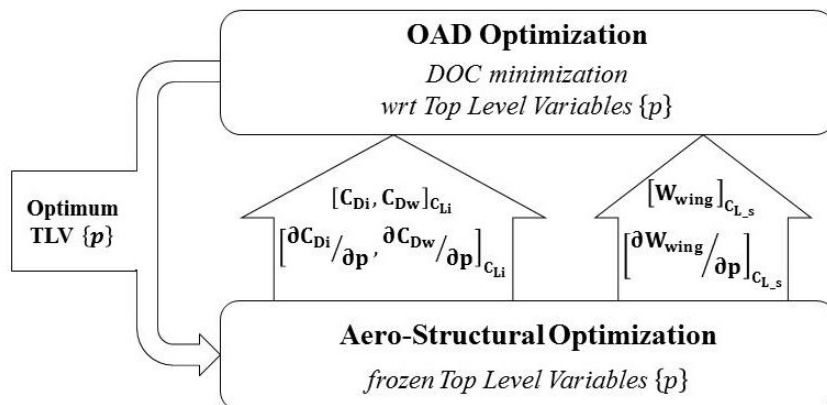 OAD Optimization
DOC minimization
wrt Top Level Variables {p}
Optimum
TLV {p}
[C_Di, C_Dw]_C_Li
[∂C_Di/∂p, ∂C_Dw/∂p]_C_Li
[W_wing]_C_L_s
[∂W_wing/∂p]_C_L_s
Aero-Structural Optimization
frozen Top Level Variables {p}